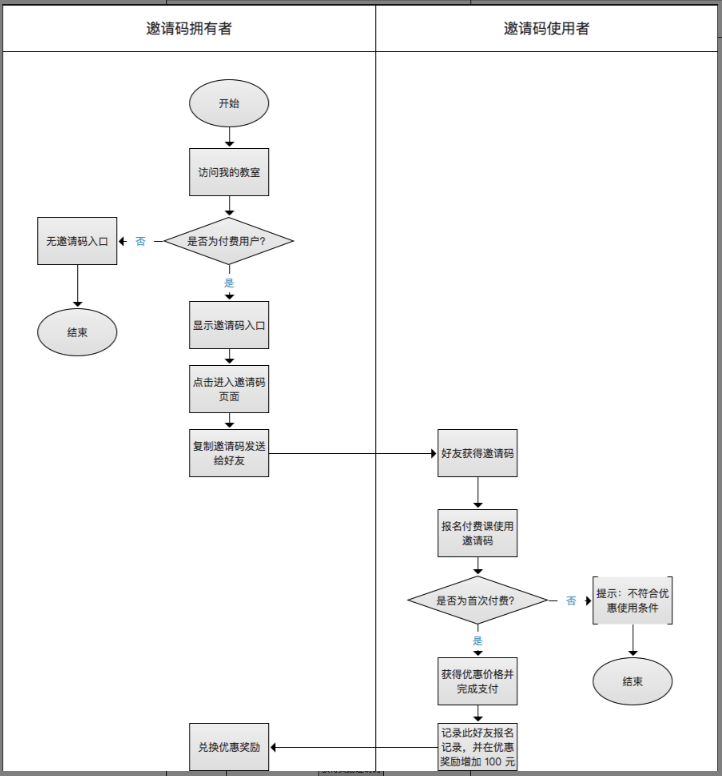 邀请码拥有者
邀请码使用者
开始
访问我的教室
是否为付费用户?
否
无邀请码入口
结束
是
显示邀请码入口
点击进入邀请码
页面
复制邀请码发送
给好友
好友获得邀请码
报名付费课使用
邀请码
是否为首次付费?
否
提示：不符合优
惠使用条件
结束
是
获得优惠价格并
完成支付
记录此好友报名
记录，并在优惠
奖励增加 100 元
兑换优惠奖励